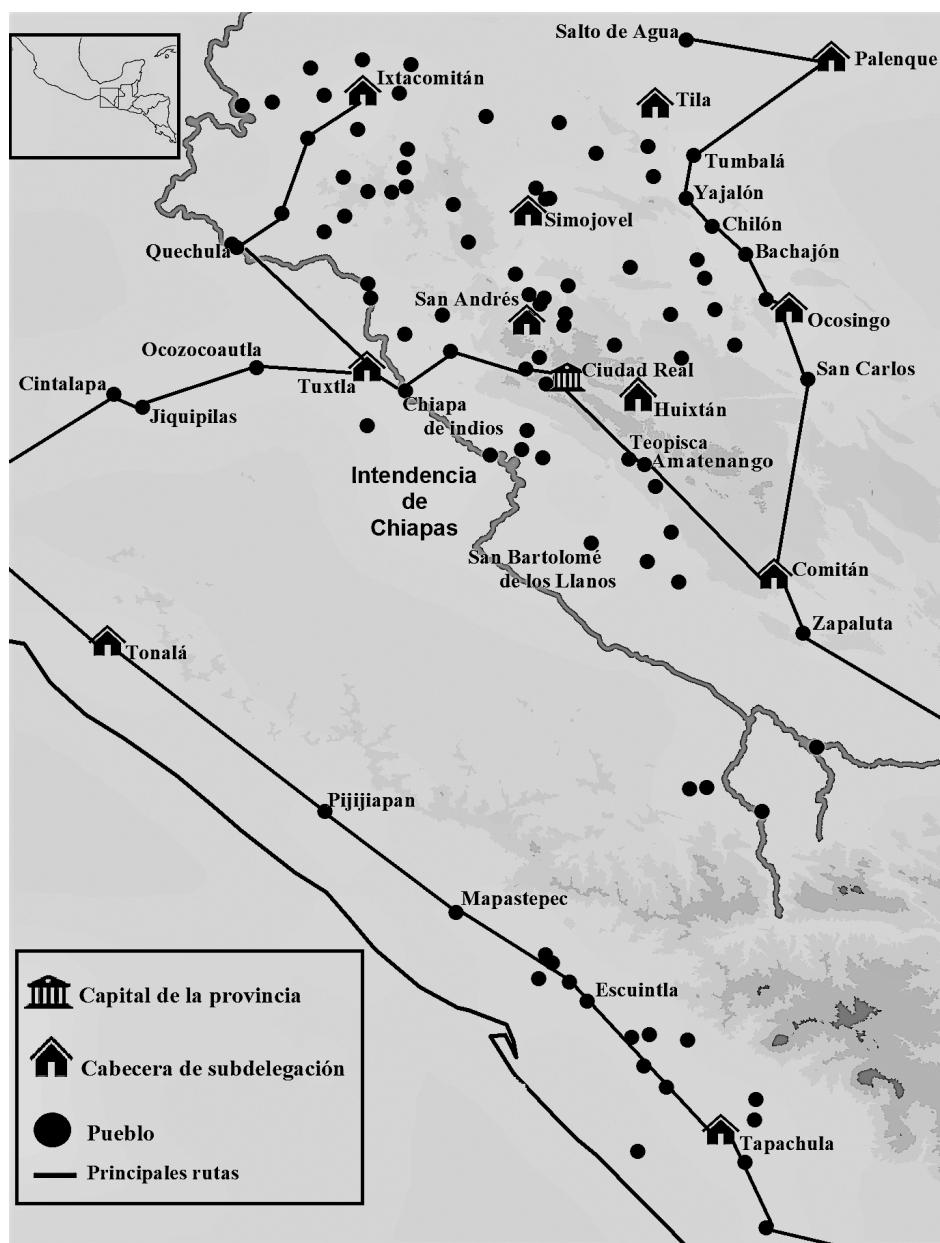 Salto de Agua
Palenque
Ixtacomitán
Tila
Tumbalá
Yajalón
Simojovel
Chilón
Quechula
Bachajón
San Andrés
Ocosingo
Ocozocoautla
Ciudad Real
Cintalapa
Tuxtla
San Carlos
Jiquipilas
Chiapa
de indios
Huixtán
Teopisca
Amatenango
Intendencia
de
Chiapas
San Bartolomé
de los Llanos
Comitán
Zapaluta
Tonalá
Pijijiapan
Mapastepec
Escuintla
Tapachula
Capital de la provincia
Cabecera de subdelegación
Pueblo
Principales rutas